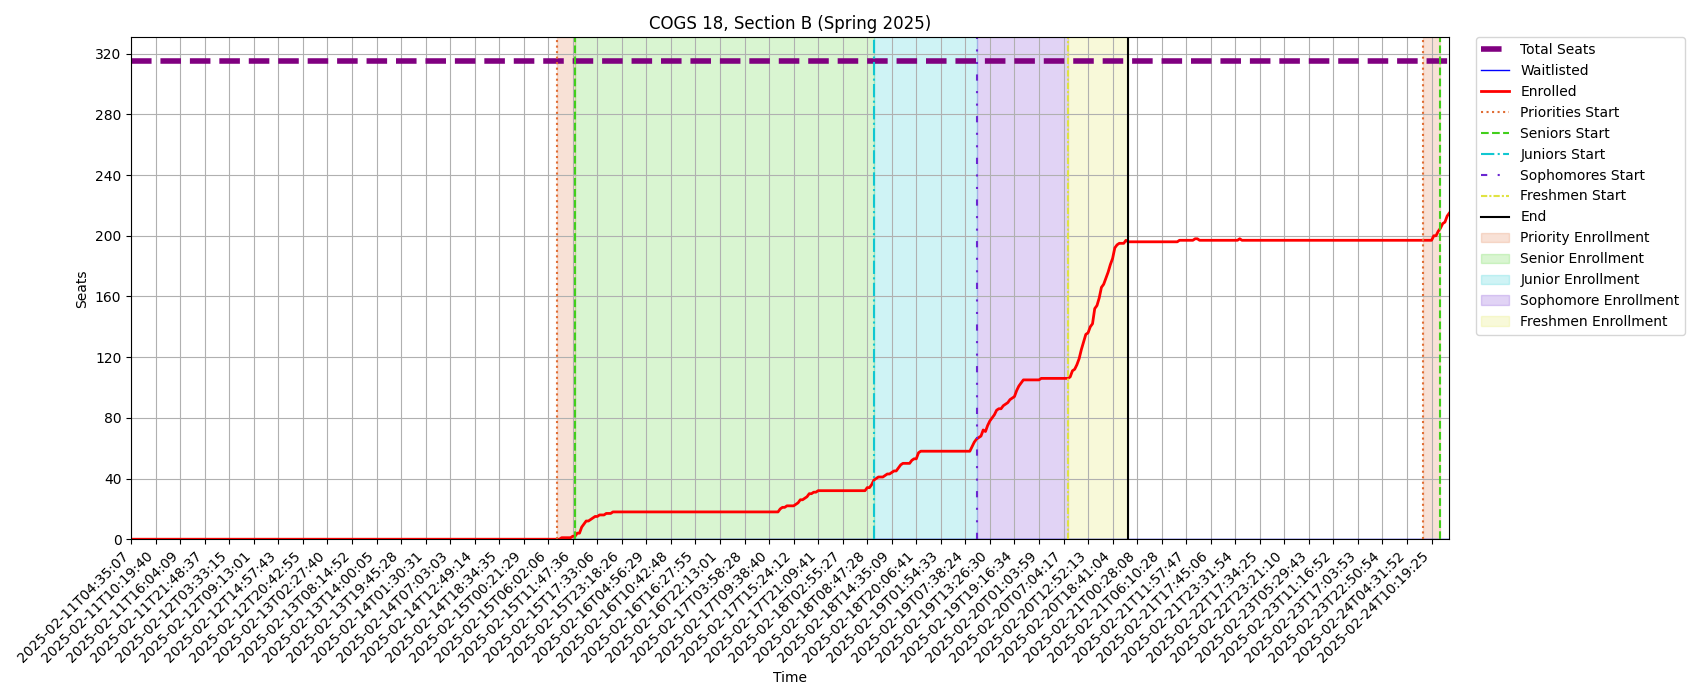 COGS 18, Section B (Spring 2025)
320
280
240
200
160
120
80
40
0
Seats
2025-02-11T04:35:07
2025-02-11T10:19:40
2025-02-11T16:04:09
2025-02-11T21:48:37
2025-02-12T03:33:15
2025-02-12T09:13:01
2025-02-12T14:57:43
2025-02-12T20:42:55
2025-02-13T02:27:40
2025-02-13T08:14:52
2025-02-13T14:00:05
2025-02-13T19:45:28
2025-02-14T01:30:31
2025-02-14T07:03:03
2025-02-14T12:49:14
2025-02-14T18:34:35
2025-02-15T00:21:29
2025-02-15T06:02:06
2025-02-15T11:47:36
2025-02-15T17:33:06
2025-02-15T23:18:26
2025-02-16T04:56:29
2025-02-16T10:42:48
2025-02-16T16:27:55
2025-02-16T22:13:01
2025-02-17T03:58:28
2025-02-17T09:38:40
2025-02-17T15:24:12
2025-02-17T21:09:41
2025-02-18T02:55:27
2025-02-18T08:47:28
2025-02-18T14:35:09
2025-02-18T20:06:41
2025-02-19T01:54:33
2025-02-19T07:38:24
2025-02-19T13:26:30
2025-02-19T19:16:34
2025-02-20T01:03:59
2025-02-20T07:04:17
2025-02-20T12:52:13
2025-02-20T18:41:04
2025-02-21T00:28:08
2025-02-21T06:10:28
2025-02-21T11:57:47
2025-02-21T17:45:06
2025-02-21T23:31:54
2025-02-22T17:34:25
2025-02-22T23:21:10
2025-02-23T05:29:43
2025-02-23T11:16:52
2025-02-23T17:03:53
2025-02-23T22:50:54
2025-02-24T04:31:52
2025-02-24T10:19:25
Time
Total Seats
Waitlisted
Enrolled
Priorities Start
Seniors Start
Juniors Start
Sophomores Start
Freshmen Start
End
Priority Enrollment
Senior Enrollment
Junior Enrollment
Sophomore Enrollment
Freshmen Enrollment